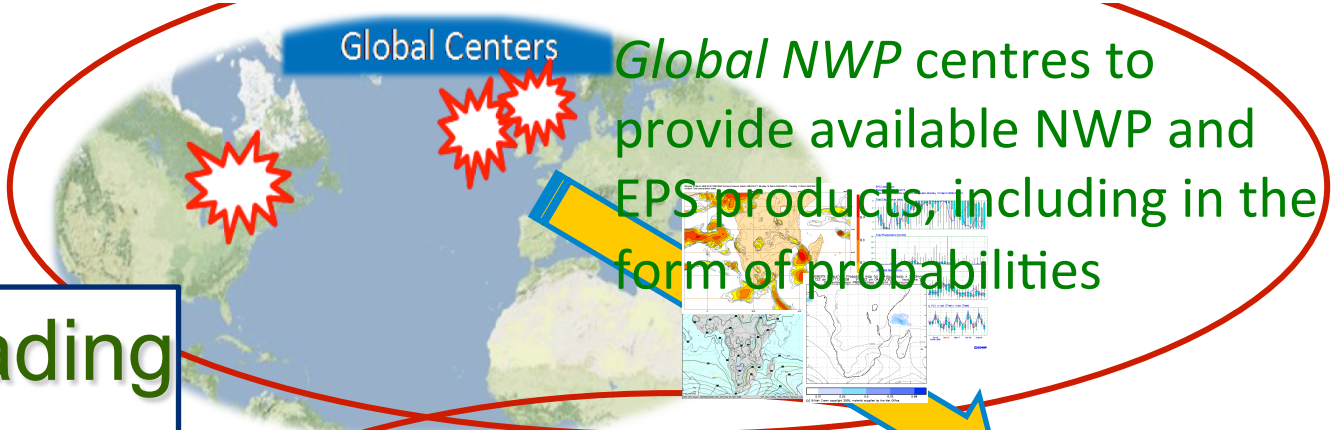 Global Centers
Global NWP centres to
provide available NWP and
EPS products, including in the
form of probabilities
ading